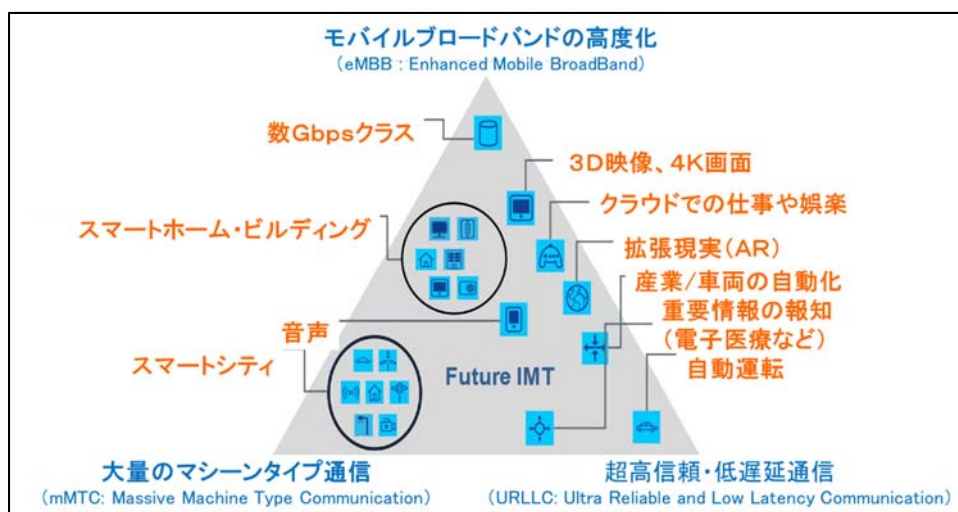 モバイルブロードバンドの高度化
(eMBB : Enhanced Mobile BroadBand)
数Gbpsクラス
3D映像、4K画面
スマートホーム・ビルディング
クラウドでの仕事や娯楽
拡張現実(AR)
産業/車両の自動化
重要情報の報知
(電子医療など)
音声
スマートシティ
自動運転
Future IMT
大量のマシーンタイプ通信
(mMTC: Massive Machine Type Communication)
超高信頼・低遅延通信
(URLLC: Ultra Reliable and Low Latency Communication)